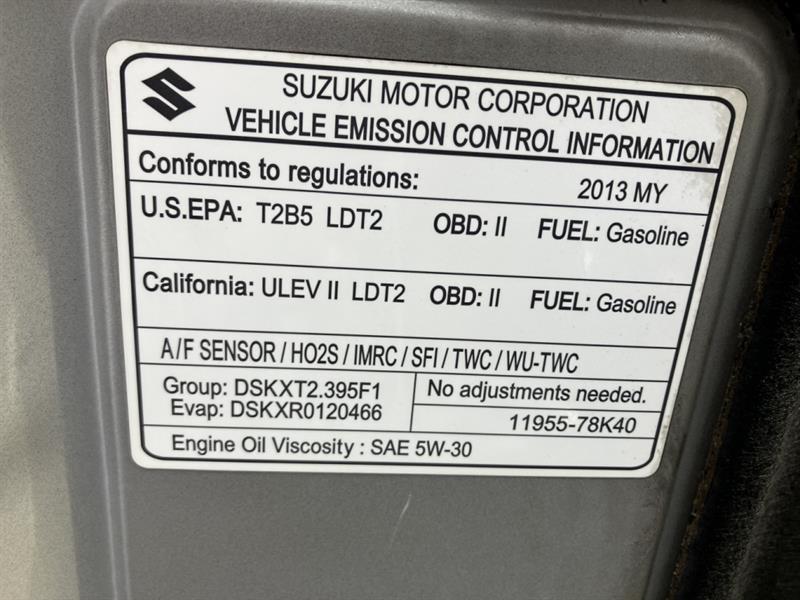 SUZUKI MOTOR CORPORATION
VEHICLE EMISSION CONTROL INFORMATION
Conforms to regulations: 2013 MY
U.S.EPA: T2B5 LDT2 OBD: II FUEL: Gasoline
California: ULEV II LDT2 OBD: II FUEL: Gasoline
A/F SENSOR / HO2S / IMRC / SFI / TWC / WU-TWC
Group: DSKXT2.395F1 No adjustments needed.
Evap: DSKXR0120466 11955-78K40
Engine Oil Viscosity : SAE 5W-30